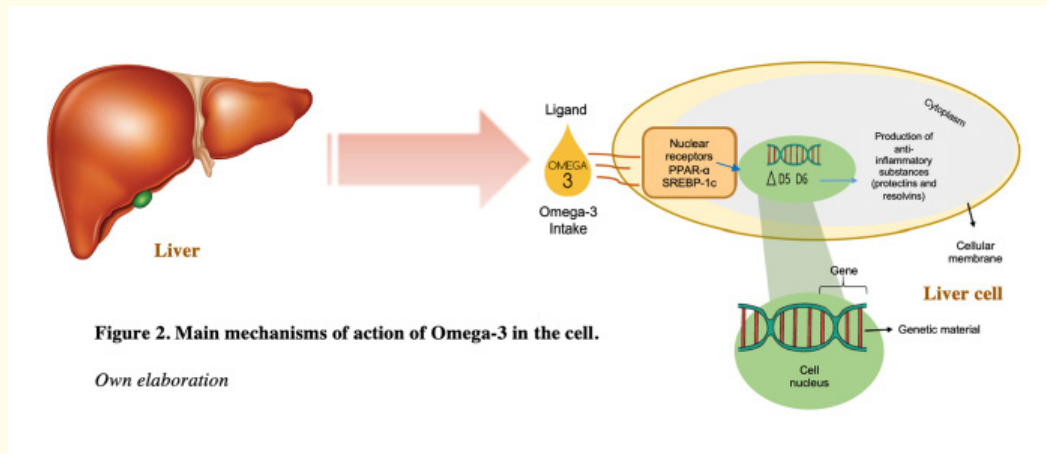 Liver
Ligand
OMEGA
3
Omega-3
Intake
Nuclear
receptors
PPAR-α
SREBP-1c
Δ D5 D6
Cytoplasm
Production of
anti-
inflammatory
substances
(protectins and
resolvins)
Cellular
membrane
Liver cell
Gene
Genetic material
Cell
nucleus
Figure 2. Main mechanisms of action of Omega-3 in the cell.
Own elaboration